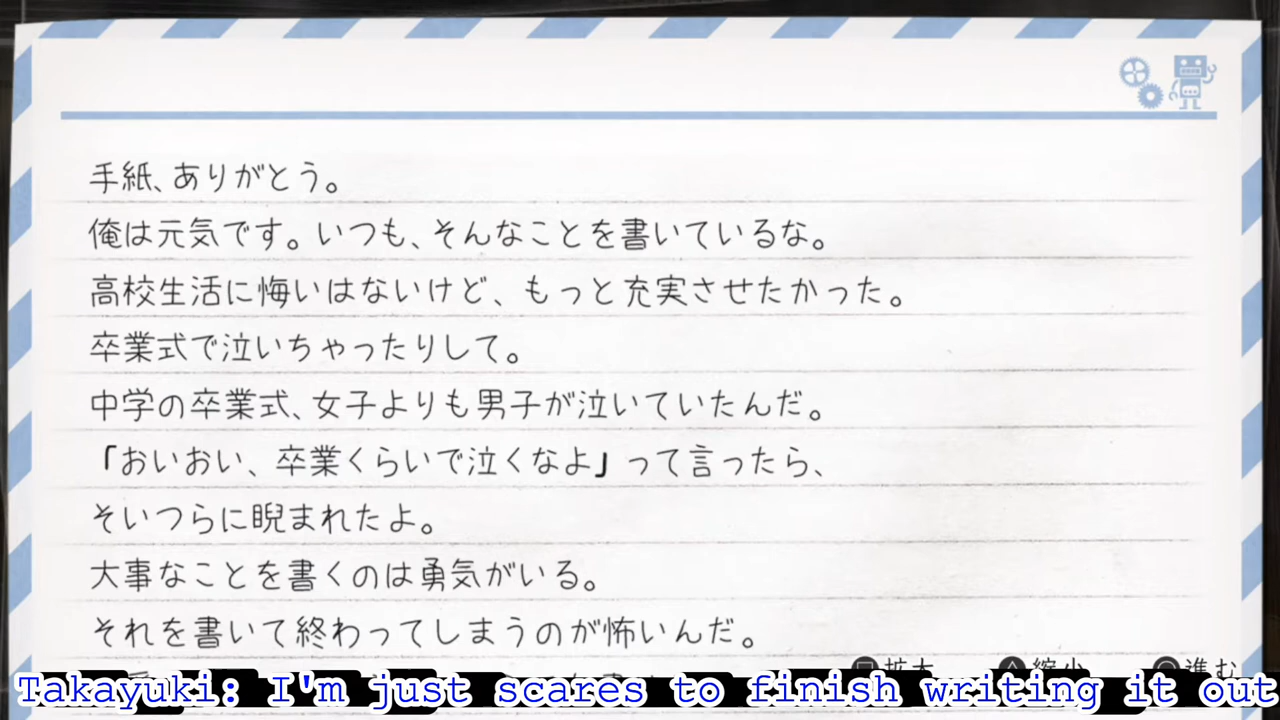 手紙、ありがとう。
俺は元気です。いつも、そんなことを書いているな。
高校生活に悔いはないけど、もっと充実させたかった。
卒業式で泣いちゃったりして。
中学の卒業式、女子よりも男子が泣いていたんだ。
「おいおい、卒業くらいで泣くなよ」って言ったら、
そいつらに睨まれたよ。
大事なことを書くのは勇気がいる。
それを書いて終わってしまうのが怖いんだ。
拡大 縮小 進む
Takayuki: I'm just scares to finish writing it out